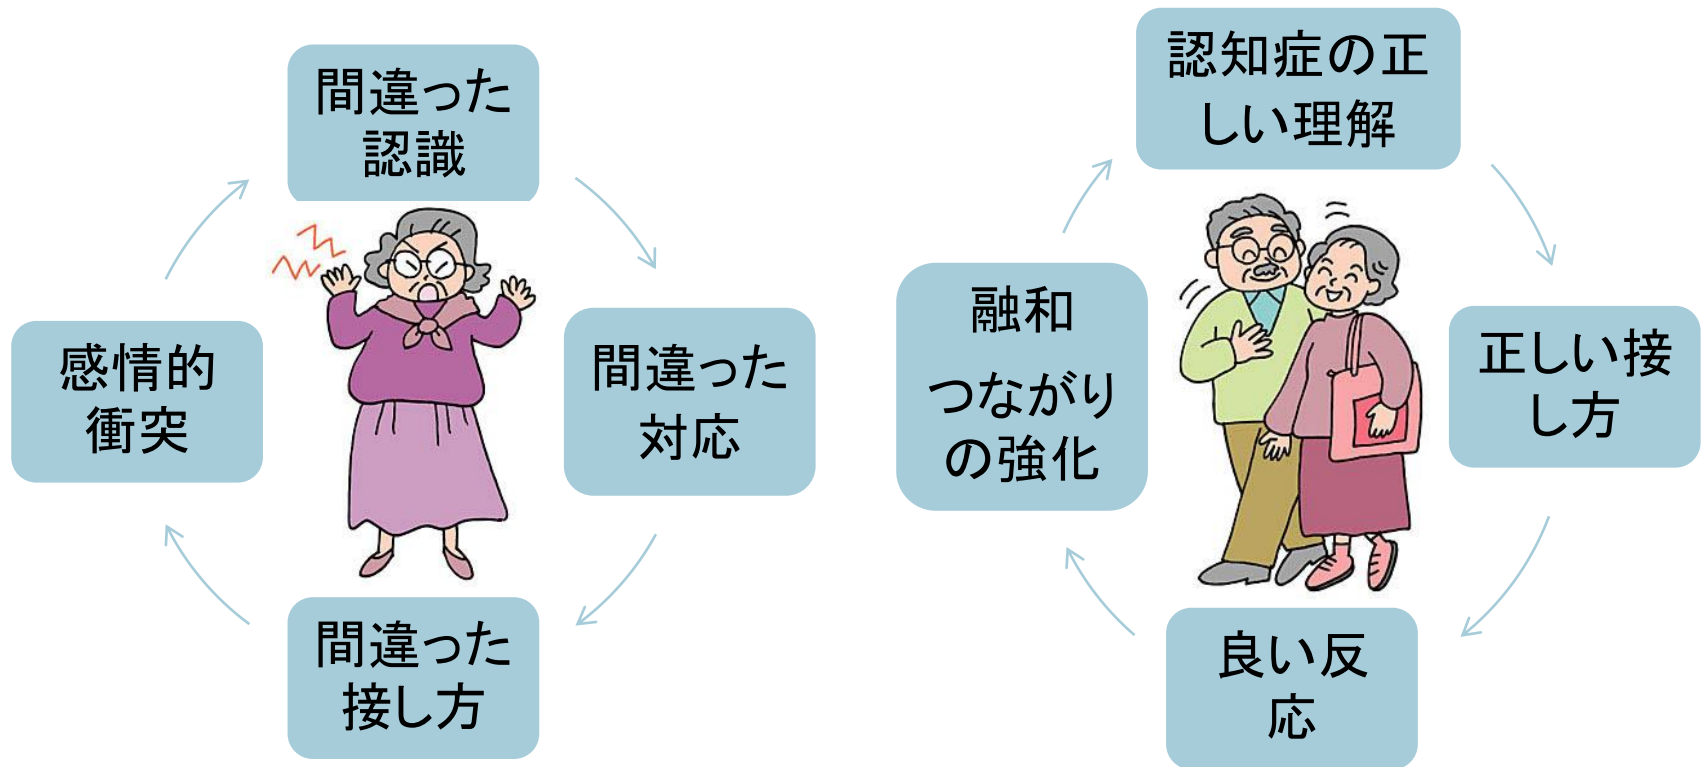 間違った
認識
間違った
対応
間違った
接し方
感情的
衝突
認知症の正
しい理解
正しい接
し方
良い反
応
融和
つながり
の強化